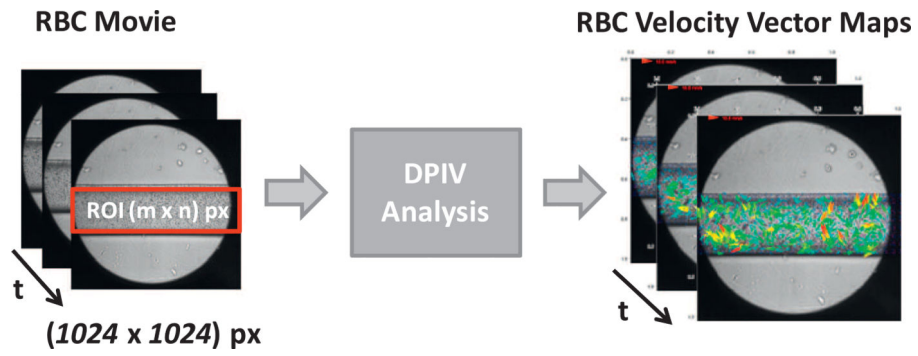 RBC Movie
RBC Velocity Vector Maps
ROI (m x n) px
DPIV
Analysis
t
t
(1024 x 1024) px